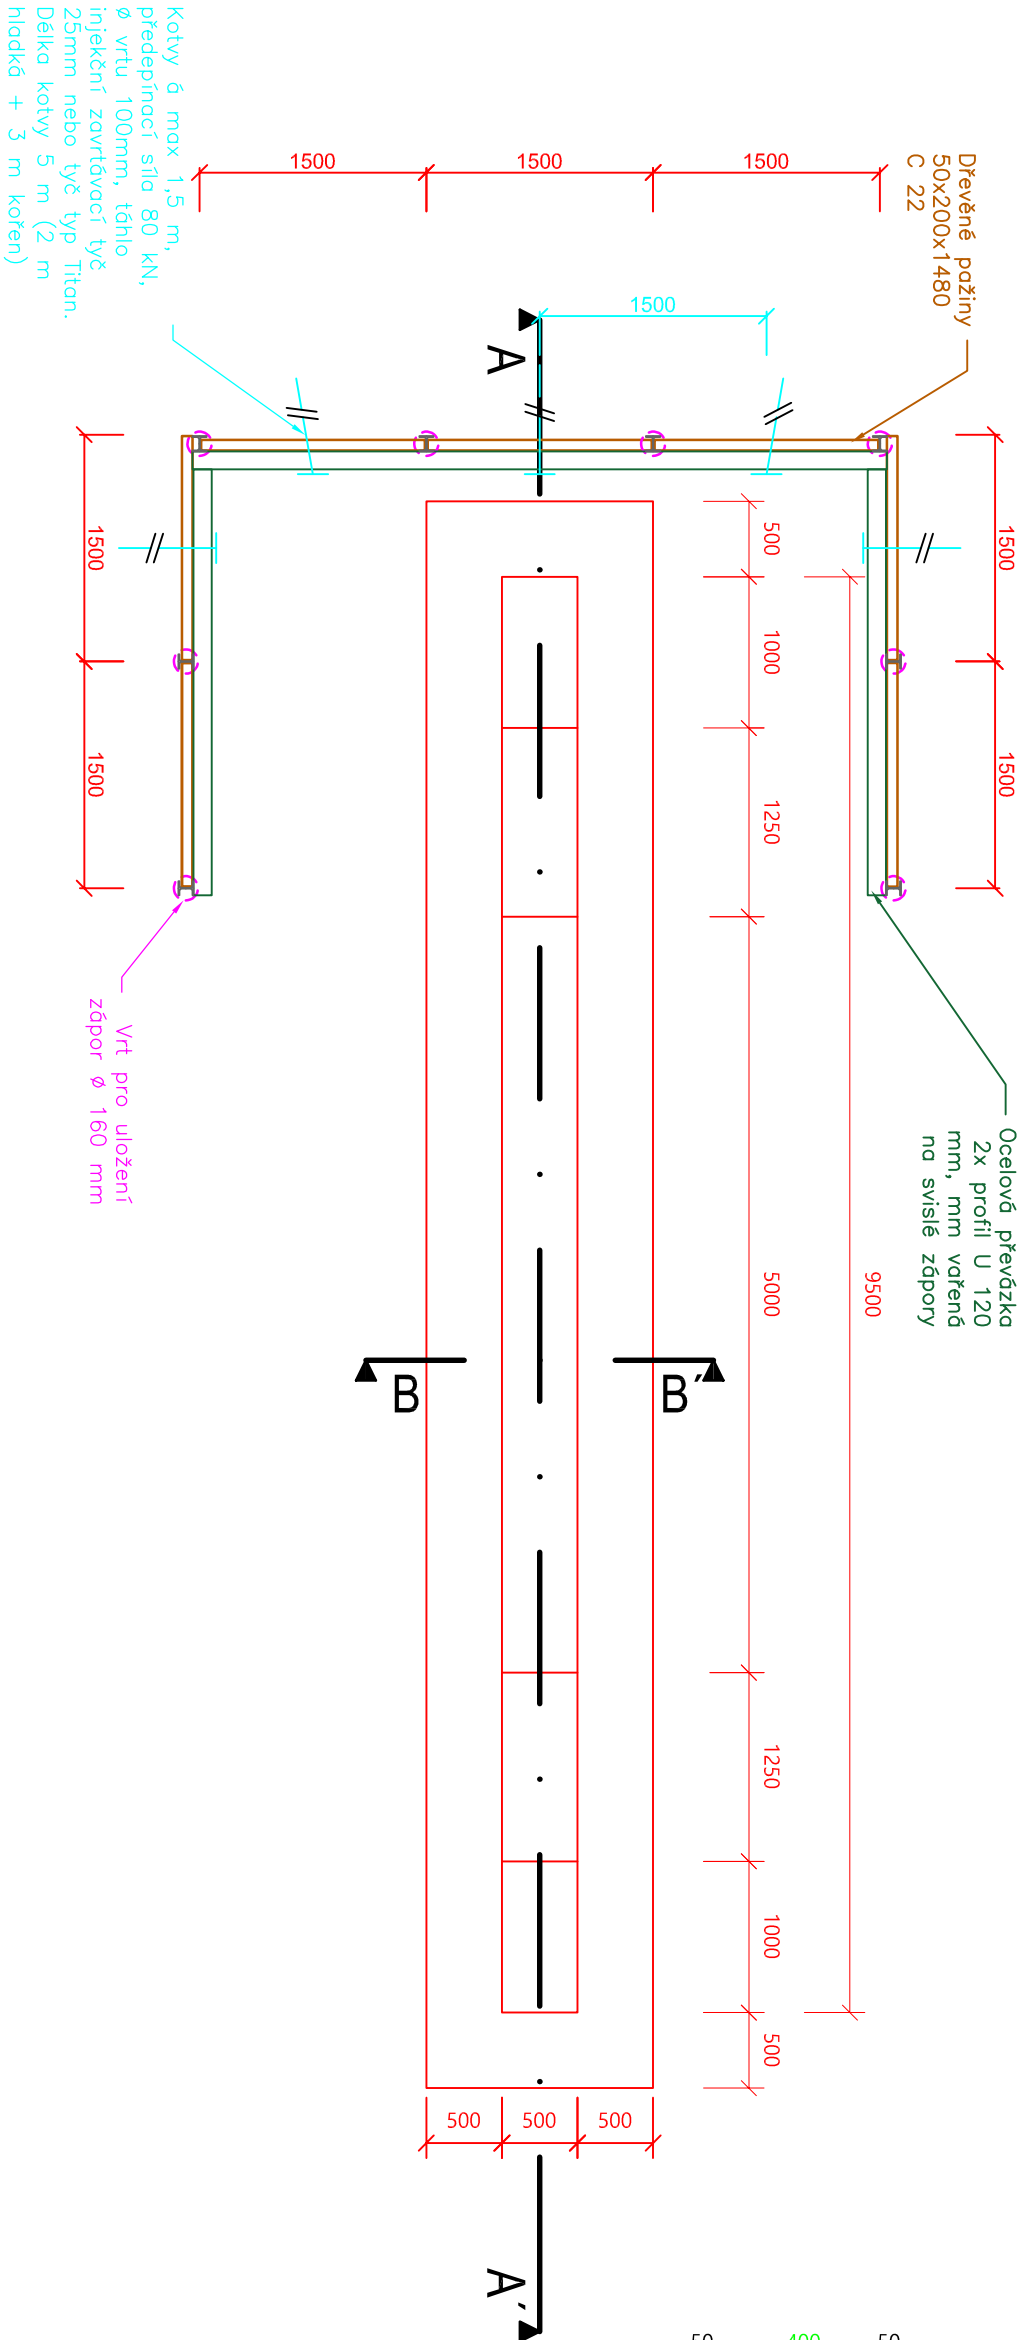 Kotvy á max 1,5 m,
předepínací síla 80 kN,
ø vrtu 100mm, táhlo
injekční zavrtávací tyč
25mm nebo tyč typ Titan.
Délka kotvy 5 m (2 m
hladká + 3 m kořen)
1500
1500
1500
Dřevěné pažiny
50x200x1480
C 22
1500
A
1500
1500
1500
1500
500
1000
1250
5000
1250
1000
500
9500
Vrt pro uložení
zápor ø 160 mm
Ocelová převázka
2x profil U 120
mm, mm vařená
na svislé zápory
B
B´
500
500
500
A´
50
400
50